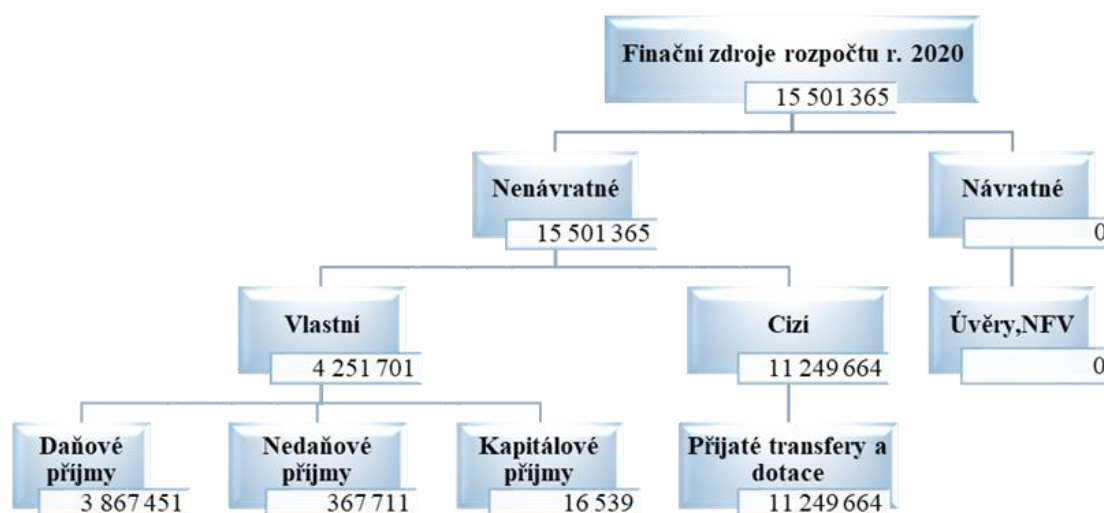 Finační zdroje rozpočtu r. 2020
15 501 365
Nenávratné
15 501 365
Návratné
0
Vlastní
4 251 701
Cizí
11 249 664
Úvěry,NFV
0
Daňové
příjmy
3 867 451
Nedaňové
příjmy
367 711
Kapitálové
příjmy
16 539
Přijaté transfery a
dotace
11 249 664